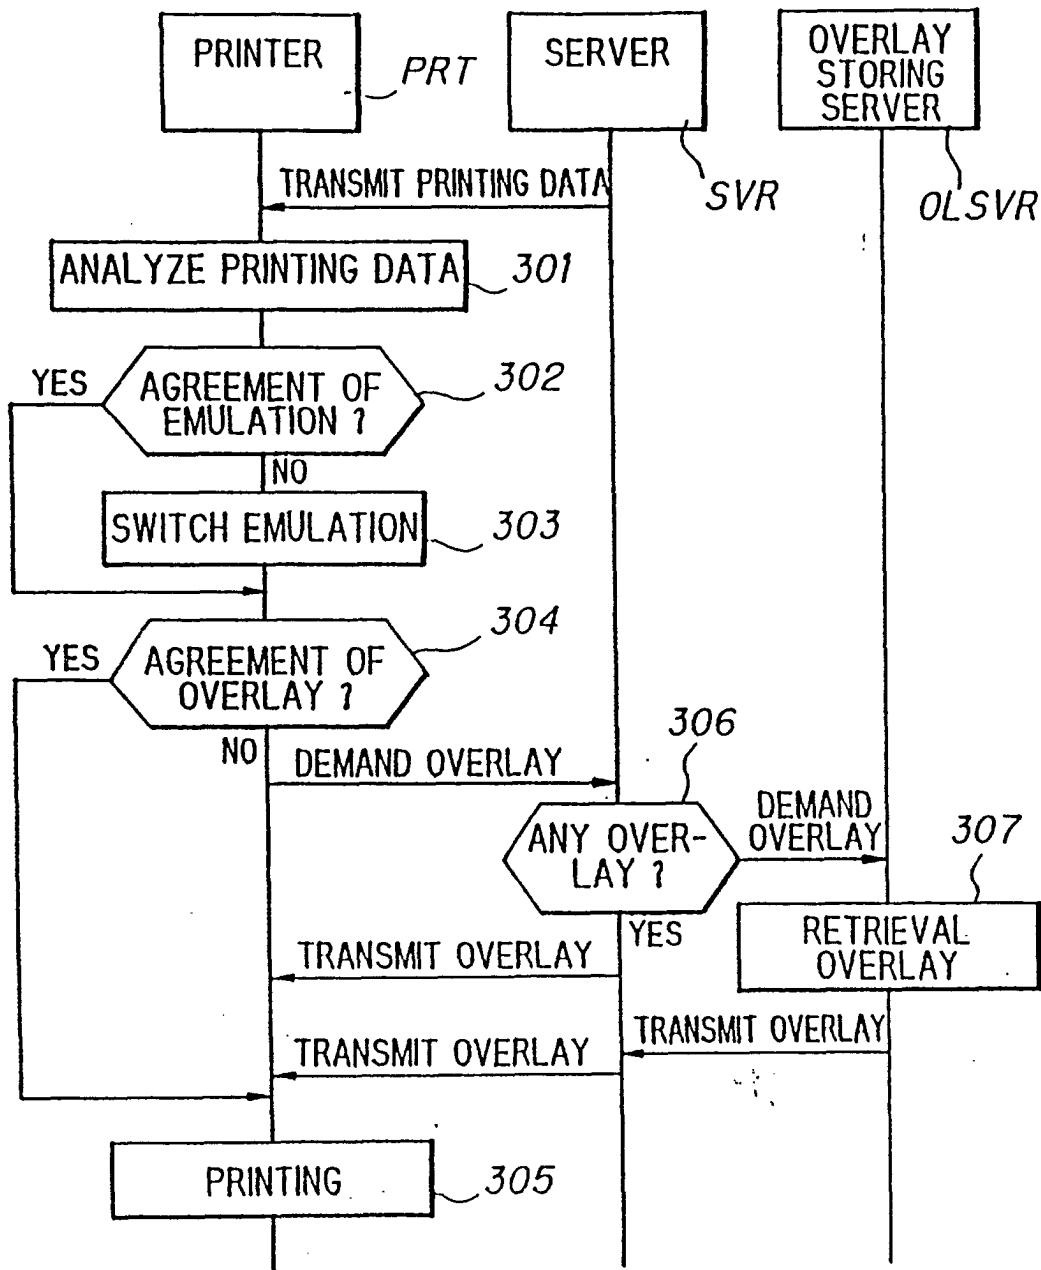 PRINTER
PRT
SERVER
SVR
OVERLAY
STORING
SERVER
OLSVR
TRANSMIT PRINTING DATA
ANALYZE PRINTING DATA
301
YES
AGREEMENT OF
EMULATION ?
302
NO
SWITCH EMULATION
303
YES
AGREEMENT OF
OVERLAY ?
304
NO
DEMAND OVERLAY
306
ANY OVER-
LAY ?
DEMAND
OVERLAY
307
YES
RETRIEVAL
OVERLAY
TRANSMIT OVERLAY
TRANSMIT OVERLAY
TRANSMIT OVERLAY
PRINTING
305